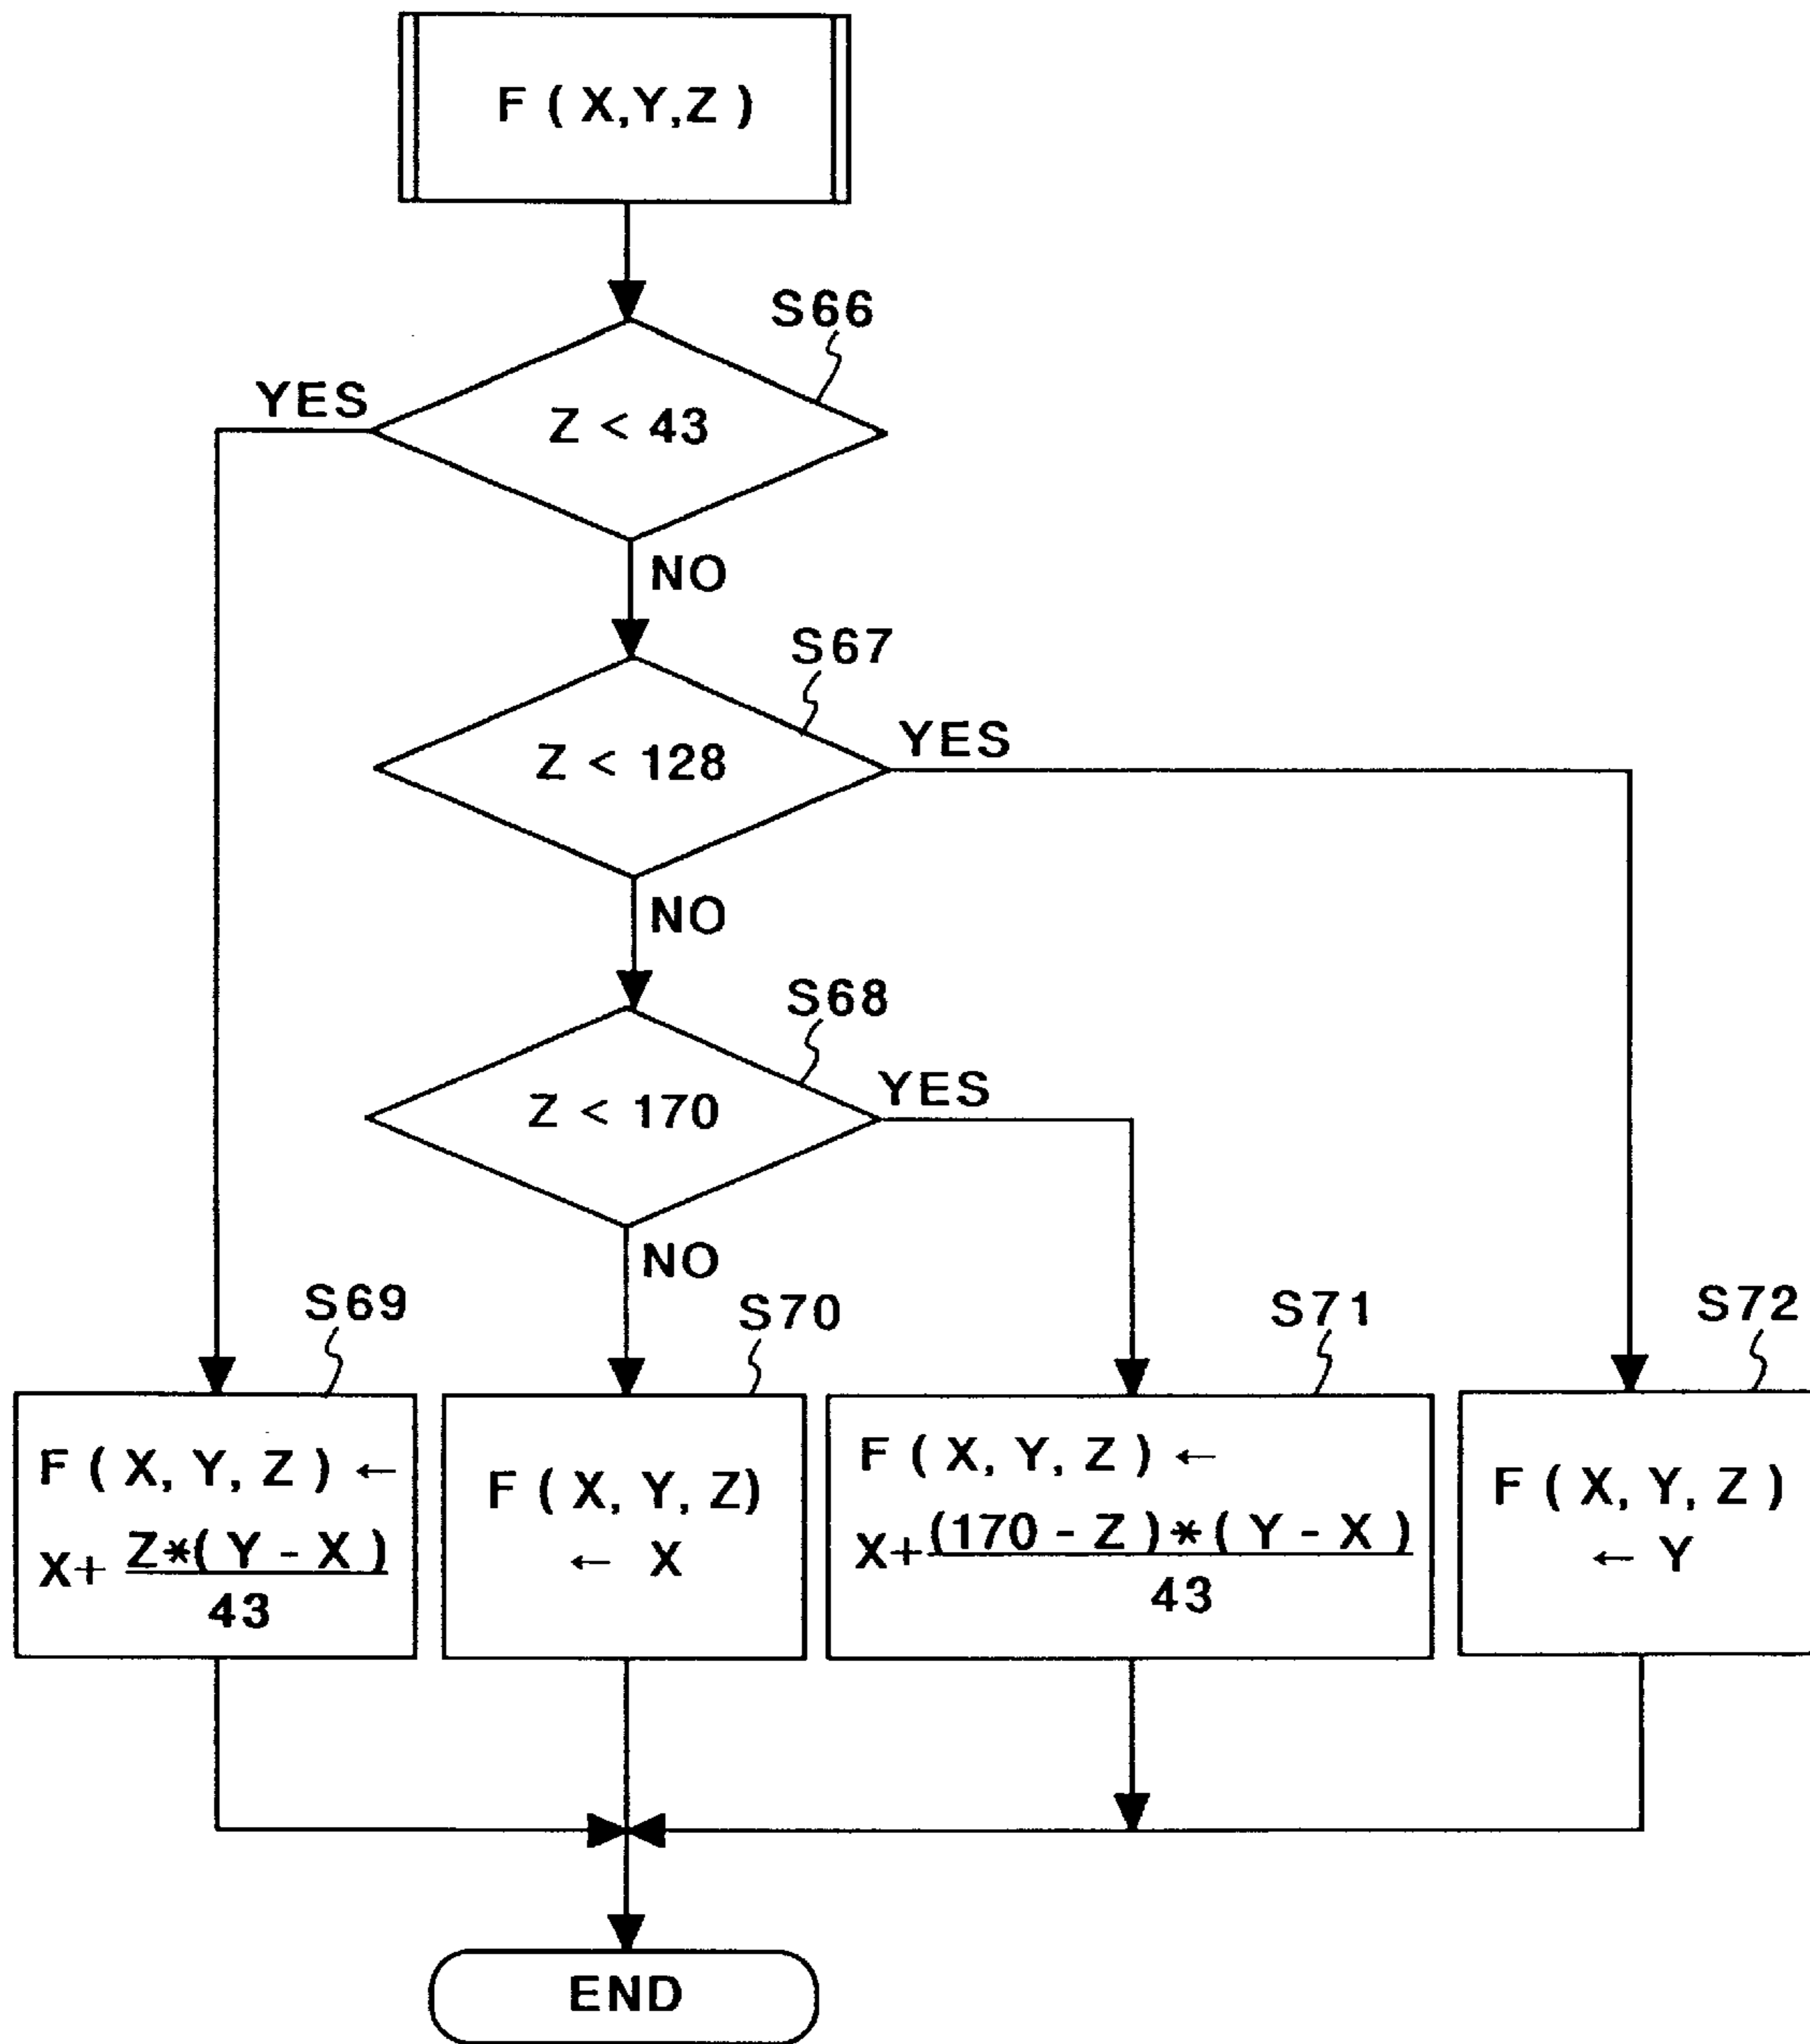 F ( X,Y,Z )
S66
YES
Z < 43
NO
S67
YES
Z < 128
NO
S68
YES
Z < 170
NO
S69
S70
S71
S72
F ( X, Y, Z ) ←
X+ Z*( Y - X )
43
F ( X, Y, Z)
← X
F ( X, Y, Z ) ←
X+ (170 - Z ) * ( Y - X )
43
F ( X, Y, Z )
← Y
END